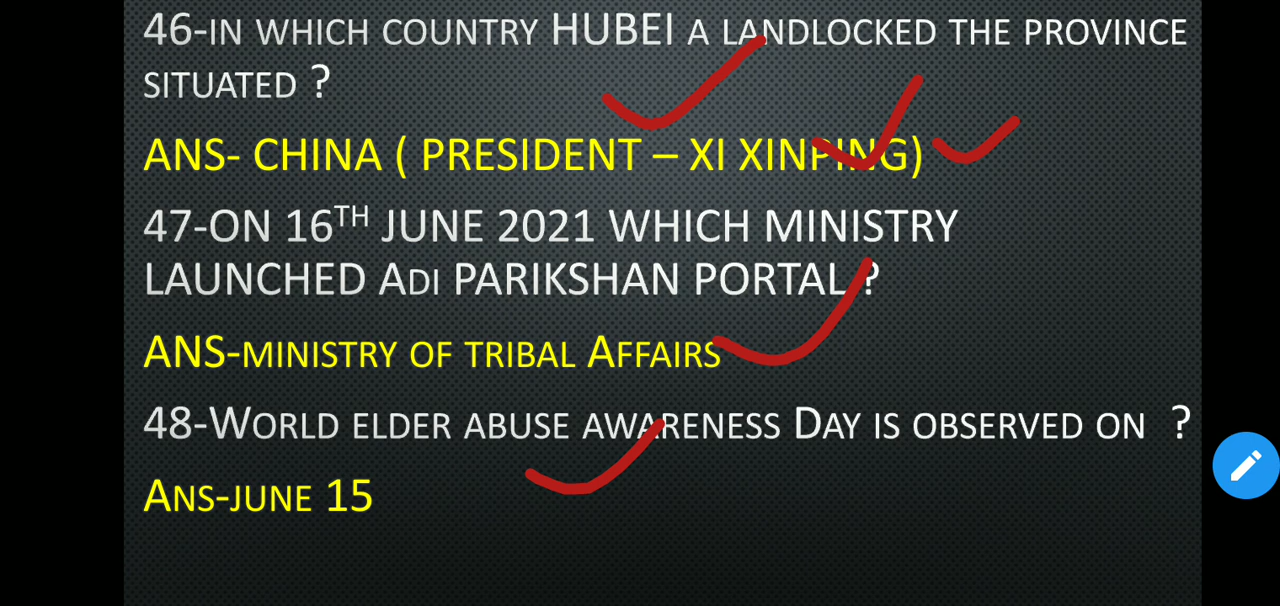 46-IN WHICH COUNTRY HUBEI A LANDLOCKED THE PROVINCE
SITUATED ?
ANS- CHINA ( PRESIDENT – XI XINPING)
47-ON 16TH JUNE 2021 WHICH MINISTRY
LAUNCHED ADI PARIKSHAN PORTAL ?
ANS-MINISTRY OF TRIBAL AFFAIRS
48-WORLD ELDER ABUSE AWARENESS DAY IS OBSERVED ON ?
ANS-JUNE 15